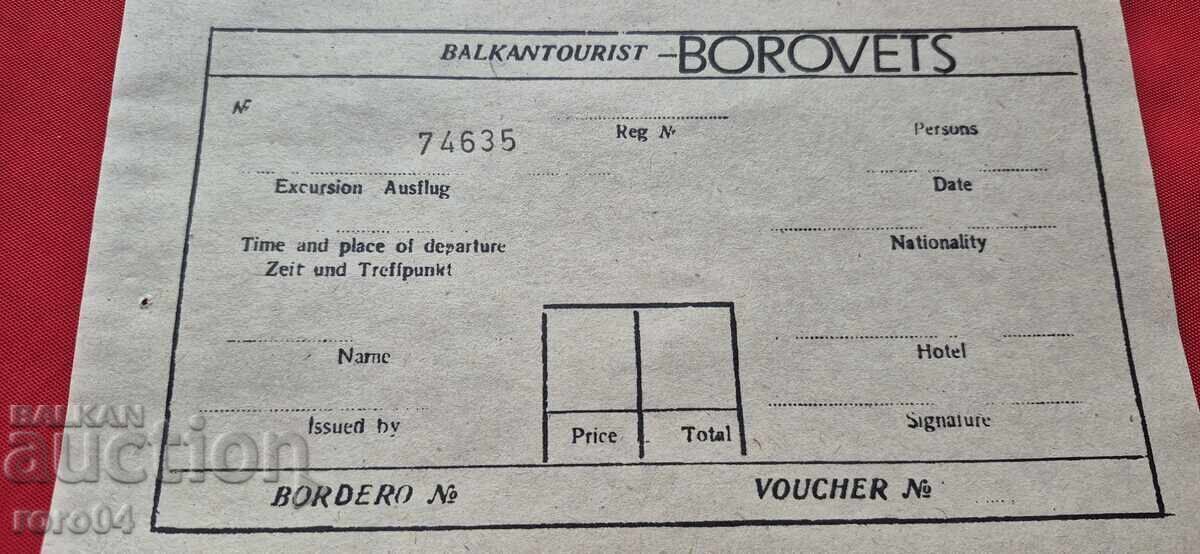 BALKANTOURIST – BOROVETS
№
74635
Reg №
Persons
Excursion Ausflug
Date
Time and place of departure
Zeit und Treffpunkt
Nationality
Name
Hotel
Issued by
Price
Total
Signature
BORDERO №
VOUCHER №
BALKAN
auction
roro04